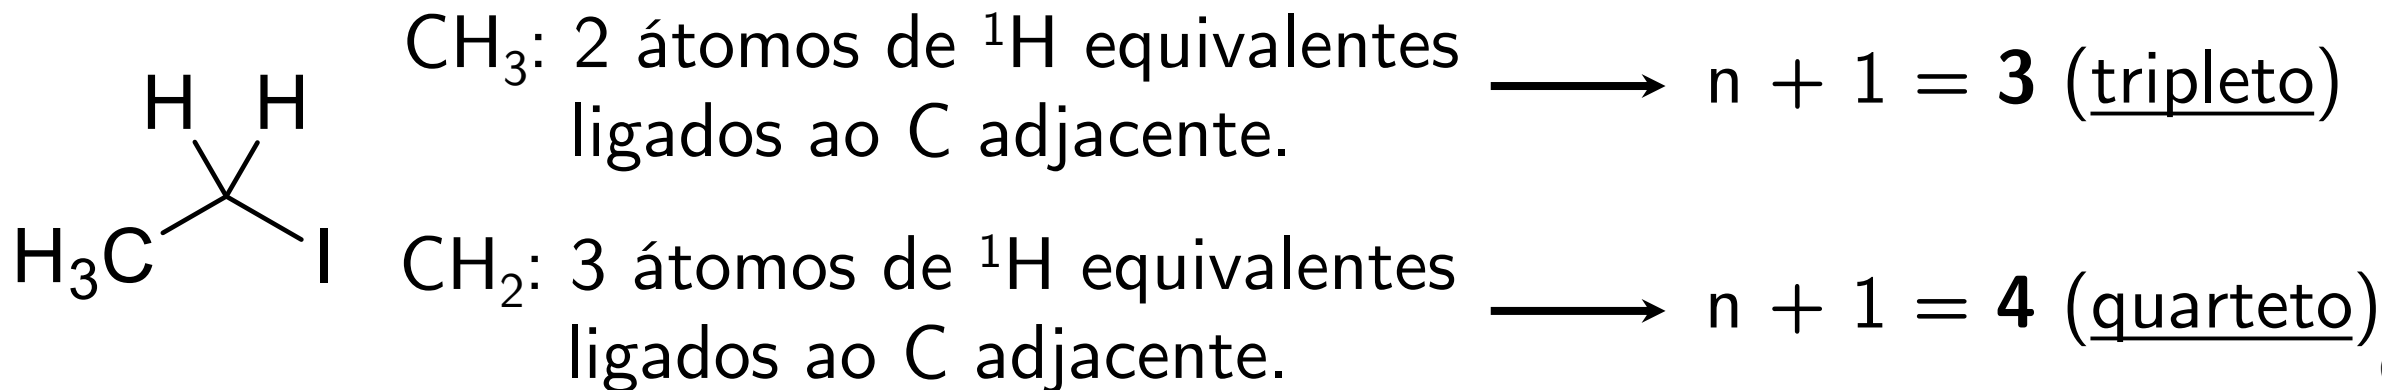 H H
H₃C I
CH₃: 2 átomos de ¹H equivalentes
ligados ao C adjacente.
n + 1 = 3 (tripleto)
CH₂: 3 átomos de ¹H equivalentes
ligados ao C adjacente.
n + 1 = 4 (quarteto)